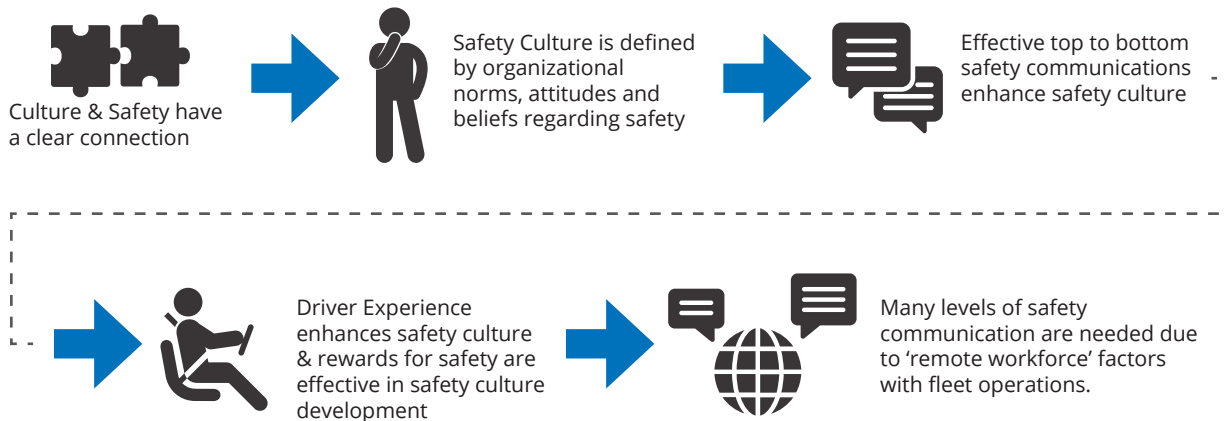 Culture & Safety have
a clear connection
Safety Culture is defined
by organizational
norms, attitudes and
beliefs regarding safety
Effective top to bottom
safety communications
enhance safety culture
Driver Experience
enhances safety culture
& rewards for safety are
effective in safety culture
development
Many levels of safety
communication are needed due
to ‘remote workforce’ factors
with fleet operations.